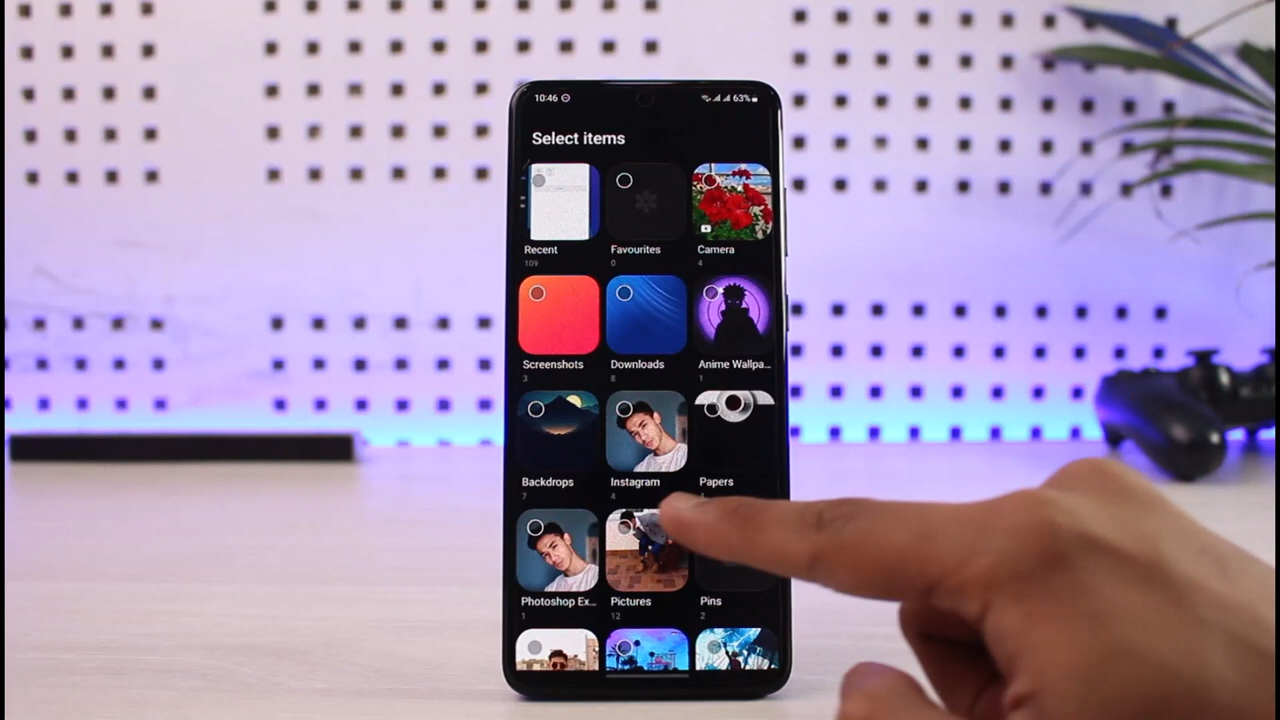 10:46
63%
Select items
Recent
Favourites
Camera
109
0
4
Screenshots
Downloads
Anime Wallpa...
3
8
1
Backdrops
Instagram
Papers
7
4
Photoshop Ex...
Pictures
Pins
1
12
2